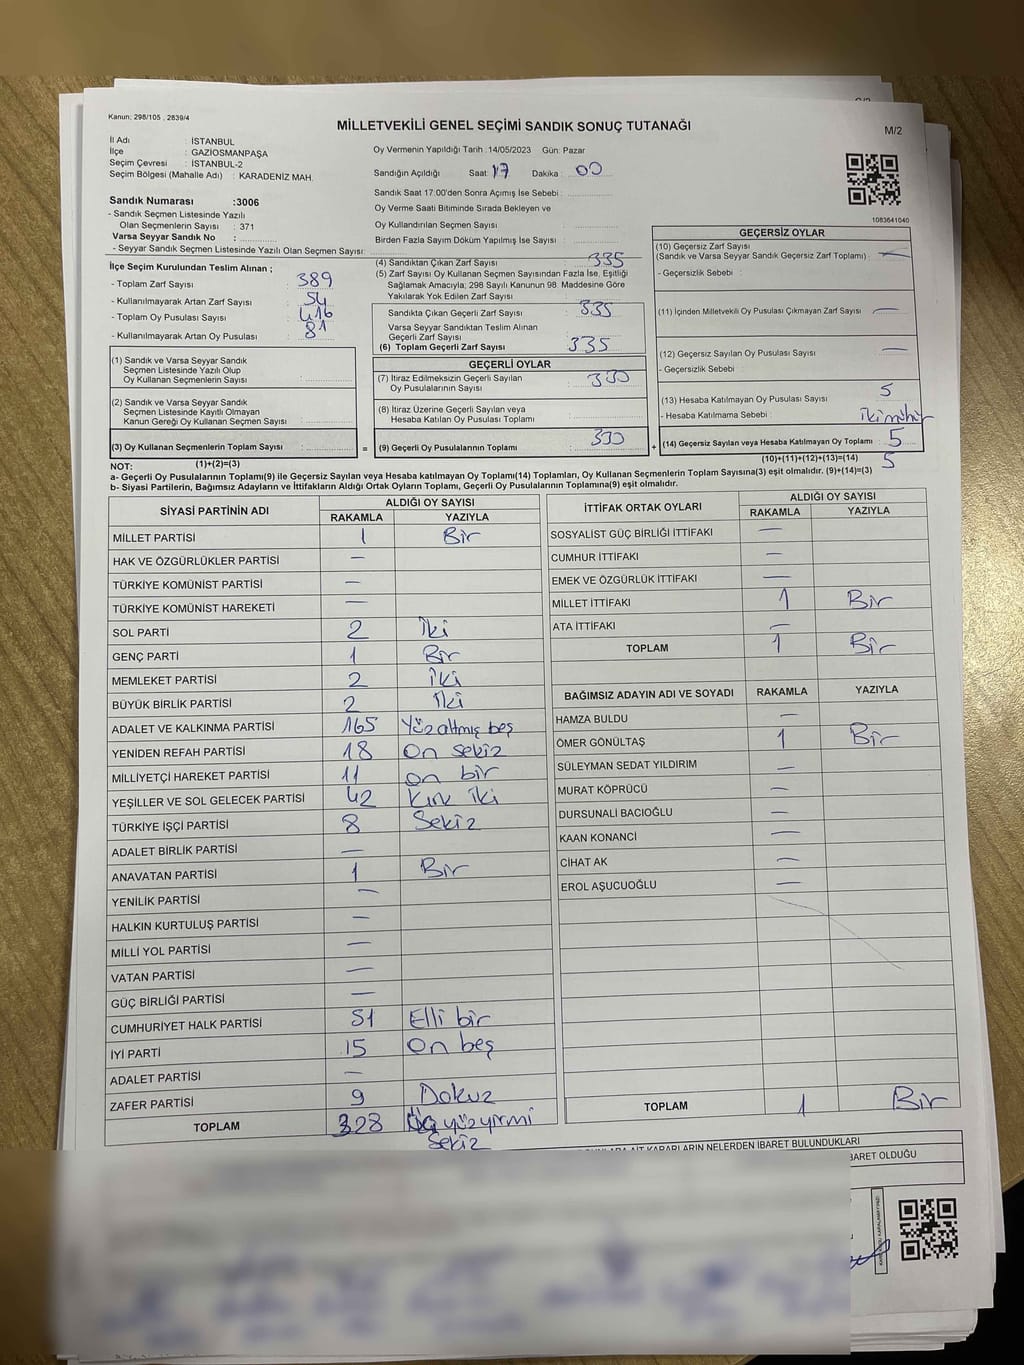 Kanun: 298/105 , 2839/4
MİLLETVEKİLİ GENEL SEÇİMİ SANDIK SONUÇ TUTANAĞI
M/2
İl Adı : İSTANBUL
İlçe : GAZİOSMANPAŞA
Seçim Çevresi : İSTANBUL-2
Seçim Bölgesi (Mahalle Adı) : KARADENİZ MAH.
Oy Vermenin Yapıldığı Tarih :14/05/2023 Gün: Pazar
Sandığın Açıldığı Saat: 17 Dakika : 00
Sandık Saat 17:00'den Sonra Açımış İse Sebebi :
Oy Verme Saati Bitiminde Sırada Bekleyen ve
Oy Kullandırılan Seçmen Sayısı :
Birden Fazla Sayım Döküm Yapılmış İse Sayısı :
1083641040
Sandık Numarası :3006
- Sandık Seçmen Listesinde Yazılı
Olan Seçmenlerin Sayısı : 371
Varsa Seyyar Sandık No :
- Seyyar Sandık Seçmen Listesinde Yazılı Olan Seçmen Sayısı:
İlçe Seçim Kurulundan Teslim Alınan ;
- Toplam Zarf Sayısı : 389
- Kullanılmayarak Artan Zarf Sayısı : 54
- Toplam Oy Pusulası Sayısı : 416
- Kullanılmayarak Artan Oy Pusulası : 81
(1) Sandık ve Varsa Seyyar Sandık
Seçmen Listesinde Yazılı Olup
Oy Kullanan Seçmenlerin Sayısı :
(2) Sandık ve Varsa Seyyar Sandık
Seçmen Listesinde Kayıtlı Olmayan
Kanun Gereği Oy Kullanan Seçmen Sayısı :
(3) Oy Kullanan Seçmenlerin Toplam Sayısı :
(1)+(2)=(3)
(4) Sandıktan Çıkan Zarf Sayısı : 335
(5) Zarf Sayısı Oy Kullanan Seçmen Sayısından Fazla İse, Eşitliği
Sağlamak Amacıyla; 298 Sayılı Kanunun 98. Maddesine Göre
Yakılarak Yok Edilen Zarf Sayısı :
Sandıkta Çıkan Geçerli Zarf Sayısı : 335
Varsa Seyyar Sandıktan Teslim Alınan
Geçerli Zarf Sayısı :
(6) Toplam Geçerli Zarf Sayısı : 335
GEÇERLİ OYLAR
(7) İtiraz Edilmeksizin Geçerli Sayılan
Oy Pusulalarının Sayısı : 330
(8) İtiraz Üzerine Geçerli Sayılan veya
Hesaba Katılan Oy Pusulası Toplamı :
= (9) Geçerli Oy Pusulalarının Toplamı : 330
GEÇERSİZ OYLAR
(10) Geçersiz Zarf Sayısı
(Sandık ve Varsa Seyyar Sandık Geçersiz Zarf Toplamı) : —
- Geçersizlik Sebebi :
(11) İçinden Milletvekili Oy Pusulası Çıkmayan Zarf Sayısı : —
(12) Geçersiz Sayılan Oy Pusulası Sayısı : —
- Geçersizlik Sebebi :
(13) Hesaba Katılmayan Oy Pusulası Sayısı : 5
- Hesaba Katılmama Sebebi : iki mühür
+ (14) Geçersiz Sayılan veya Hesaba Katılmayan Oy Toplamı : 5
(10)+(11)+(12)+(13)=(14) 5
NOT:
a- Geçerli Oy Pusulalarının Toplamı(9) ile Geçersiz Sayılan veya Hesaba katılmayan Oy Toplamı(14) Toplamları, Oy Kullanan Seçmenlerin Toplam Sayısına(3) eşit olmalıdır. (9)+(14)=(3)
b- Siyasi Partilerin, Bağımsız Adayların ve İttifakların Aldığı Ortak Oyların Toplamı, Geçerli Oy Pusulalarının Toplamına(9) eşit olmalıdır.
SİYASİ PARTİNİN ADI ALDIĞI OY SAYISI
RAKAMLA YAZIYLA
MİLLET PARTİSİ 1 Bir
HAK VE ÖZGÜRLÜKLER PARTİSİ —
TÜRKİYE KOMÜNİST PARTİSİ —
TÜRKİYE KOMÜNİST HAREKETİ —
SOL PARTİ 2 İki
GENÇ PARTİ 1 Bir
MEMLEKET PARTİSİ 2 İki
BÜYÜK BİRLİK PARTİSİ 2 İki
ADALET VE KALKINMA PARTİSİ 165 Yüz altmış beş
YENİDEN REFAH PARTİSİ 18 On sekiz
MİLLİYETÇİ HAREKET PARTİSİ 11 on bir
YEŞİLLER VE SOL GELECEK PARTİSİ 42 Kırk İki
TÜRKİYE İŞÇİ PARTİSİ 8 Sekiz
ADALET BİRLİK PARTİSİ —
ANAVATAN PARTİSİ 1 Bir
YENİLİK PARTİSİ —
HALKIN KURTULUŞ PARTİSİ —
MİLLİ YOL PARTİSİ —
VATAN PARTİSİ —
GÜÇ BİRLİĞİ PARTİSİ —
CUMHURİYET HALK PARTİSİ 51 Elli bir
İYİ PARTİ 15 On beş
ADALET PARTİSİ —
ZAFER PARTİSİ 9 Dokuz
TOPLAM 328 Üç yüz yirmi
Sekiz
İTTİFAK ORTAK OYLARI ALDIĞI OY SAYISI
RAKAMLA YAZIYLA
SOSYALİST GÜÇ BİRLİĞİ İTTİFAKI —
CUMHUR İTTİFAKI —
EMEK VE ÖZGÜRLÜK İTTİFAKI —
MİLLET İTTİFAKI 1 Bir
ATA İTTİFAKI —
TOPLAM 1 Bir
BAĞIMSIZ ADAYIN ADI VE SOYADI RAKAMLA YAZIYLA
HAMZA BULDU —
ÖMER GÖNÜLTAŞ 1 Bir
SÜLEYMAN SEDAT YILDIRIM —
MURAT KÖPRÜCÜ —
DURSUNALİ BACIOĞLU —
KAAN KONANCİ —
CİHAT AK —
EROL AŞUCUOĞLU —
TOPLAM 1 Bir
AİT KARARLARIN NELERDEN İBARET BULUNDUKLARI
BARET OLDUĞU